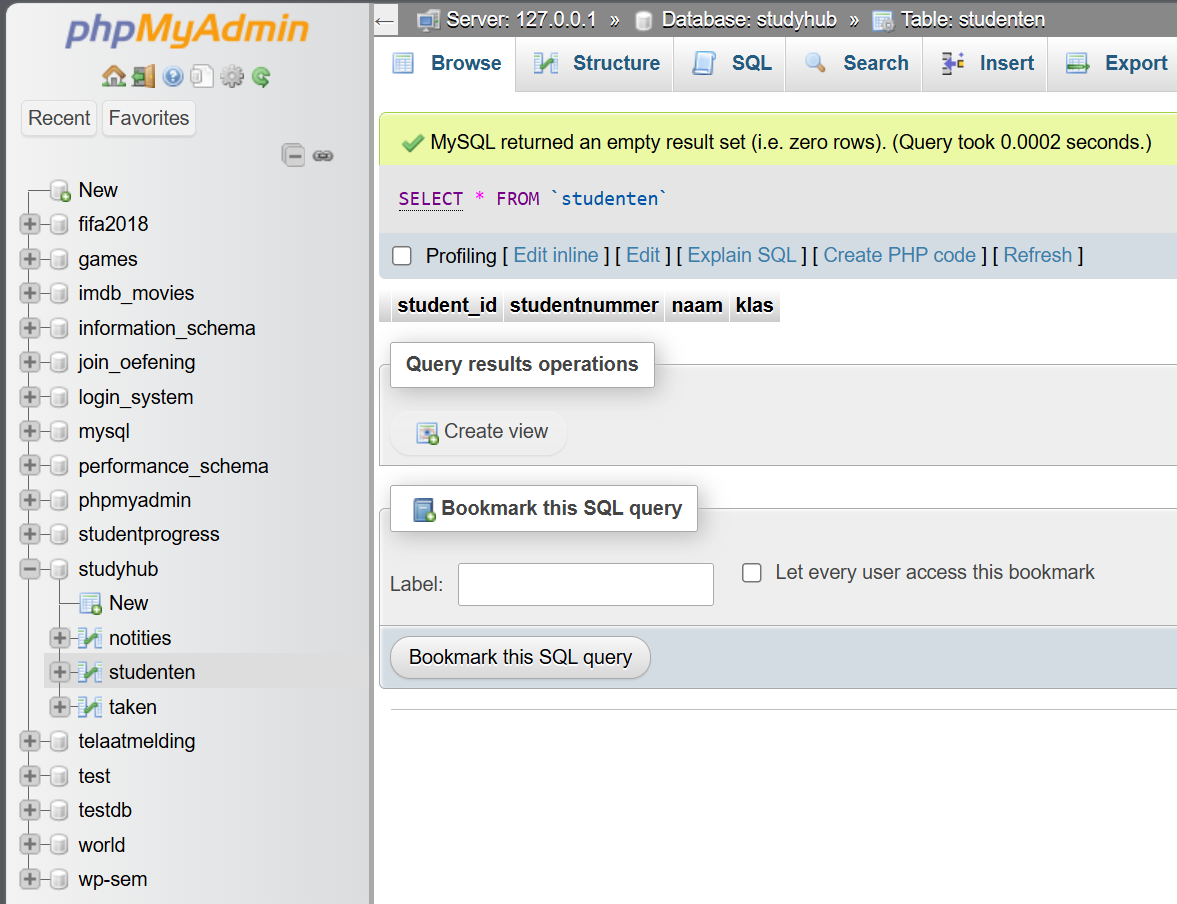 phpMyAdmin
Recent Favorites
New
fifa2018
games
imdb_movies
information_schema
join_oefening
login_system
mysql
performance_schema
phpmyadmin
studentprogress
studyhub
New
notities
studenten
taken
telaatmelding
test
testdb
world
wp-sem
Server: 127.0.0.1 » Database: studyhub » Table: studenten
Browse Structure SQL Search Insert Export
MySQL returned an empty result set (i.e. zero rows). (Query took 0.0002 seconds.)
SELECT * FROM `studenten`
Profiling [ Edit inline ] [ Edit ] [ Explain SQL ] [ Create PHP code ] [ Refresh ]
student_id studentnummer naam klas
Query results operations
Create view
Bookmark this SQL query
Label: Let every user access this bookmark
Bookmark this SQL query